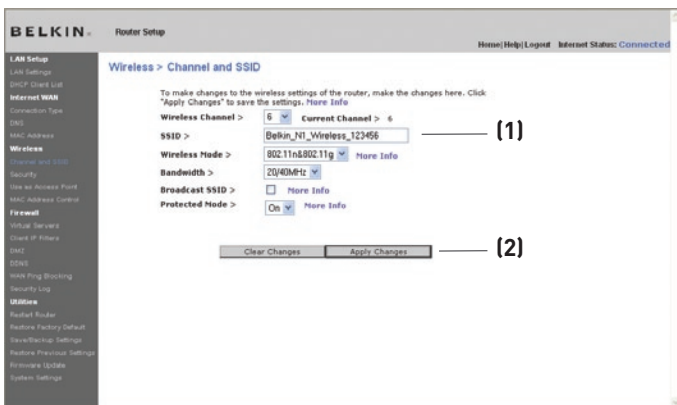 BELKIN. Router Setup
Home|Help|Logout Internet Status: Connected
LAN Setup
LAN Settings
DHCP Client List
Internet WAN
Connection Type
DNS
MAC Address
Wireless
Channel and SSID
Security
Use as Access Point
MAC Address Control
Firewall
Virtual Servers
Client IP Filters
DMZ
DDNS
WAN Ping Blocking
Security Log
Utilities
Restart Router
Restore Factory Default
Save/Backup Settings
Restore Previous Settings
Firmware Update
System Settings
Wireless > Channel and SSID
To make changes to the wireless settings of the router, make the changes here. Click
"Apply Changes" to save the settings. More Info
Wireless Channel > 6 Current Channel > 6
SSID > Belkin_N1_Wireless_123456 (1)
Wireless Mode > 802.11n&802.11g More Info
Bandwidth > 20/40MHz
Broadcast SSID > More Info
Protected Mode > On More Info
Clear Changes Apply Changes (2)